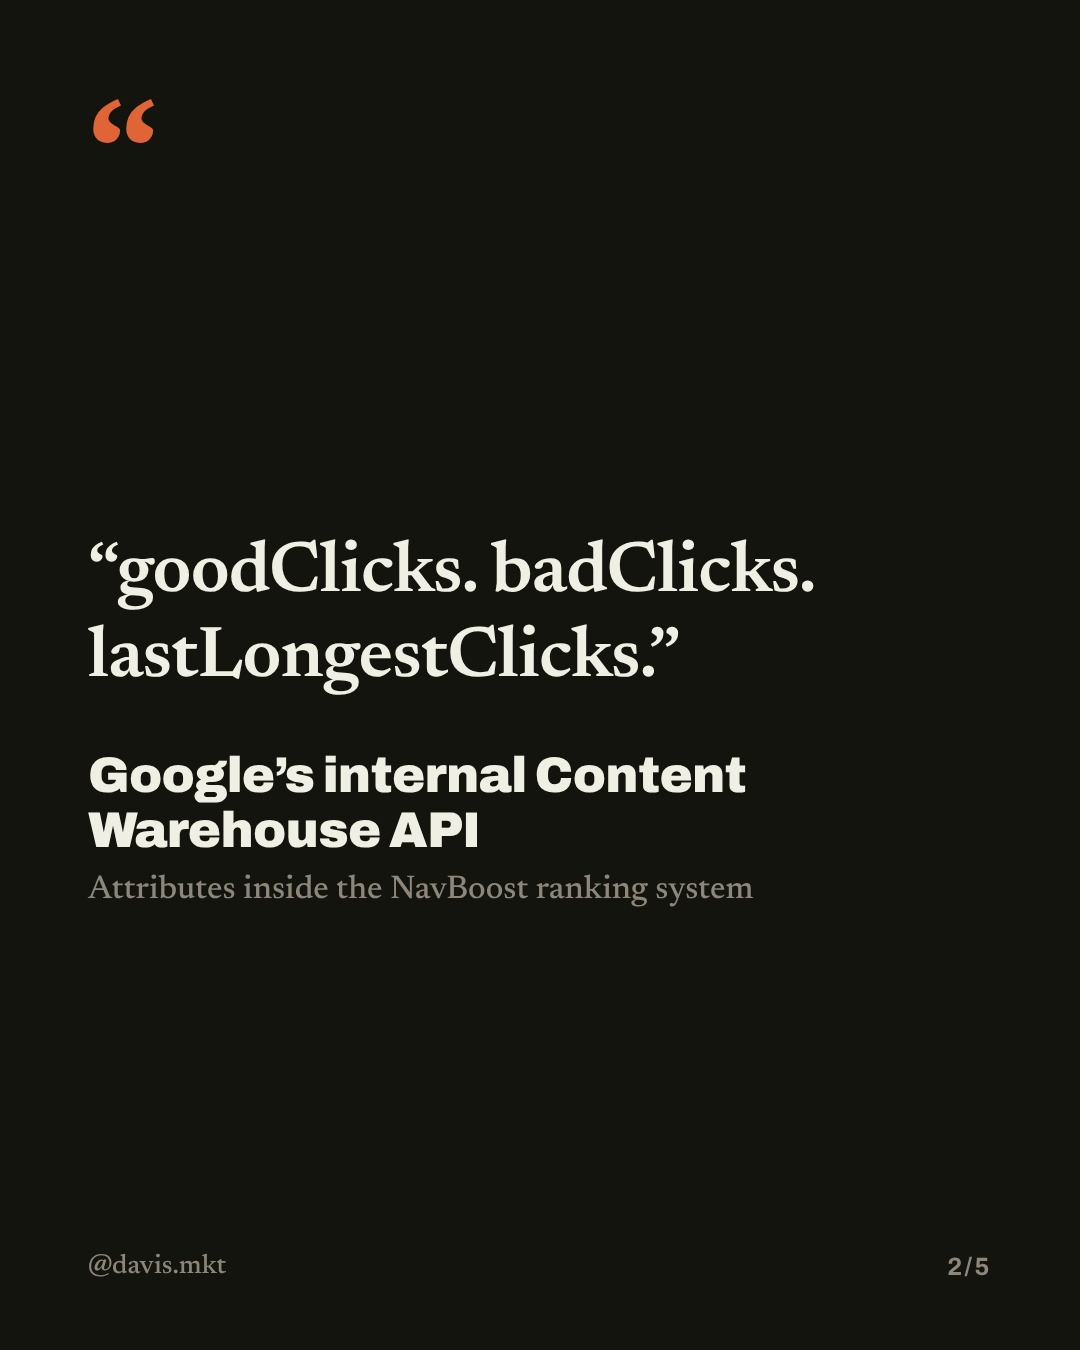 “
“goodClicks. badClicks.
lastLongestClicks.”
Google’s internal Content
Warehouse API
Attributes inside the NavBoost ranking system
@davis.mkt
2/5